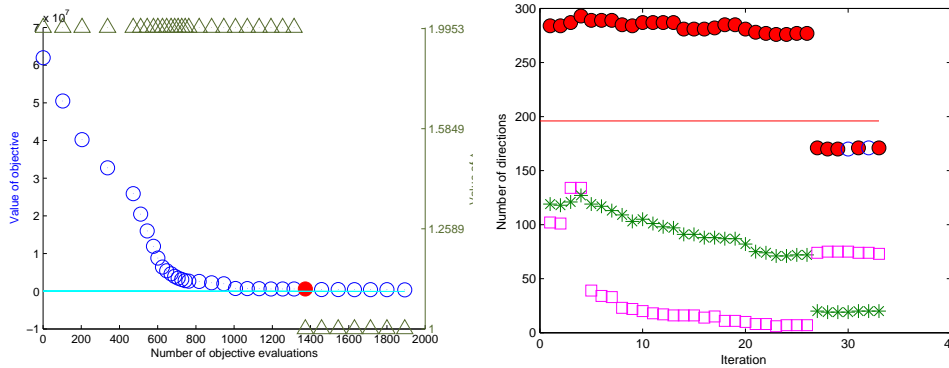 x 10^7
7
6
5
4
3
2
1
0
−1
0 200 400 600 800 1000 1200 1400 1600 1800 2000
Number of objective evaluations
Value of objective
1.9953
1.5849
1.2589
1
300
250
200
150
100
50
0
0 10 20 30
Iteration
Number of directions